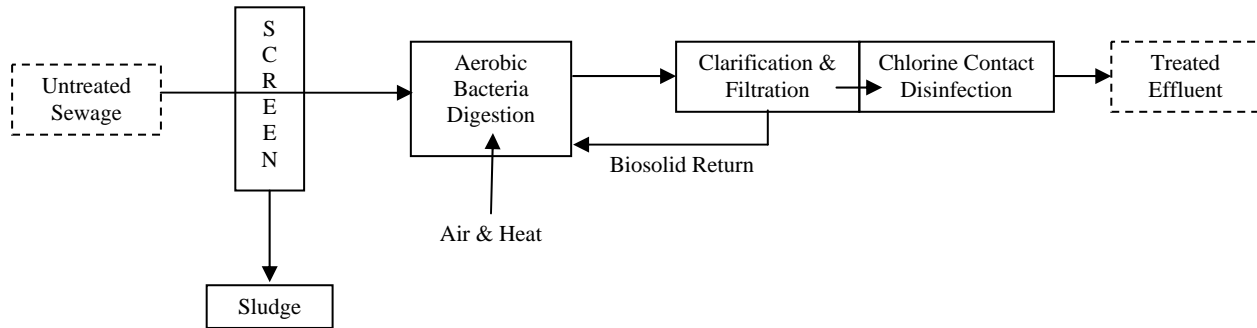 Untreated
Sewage
S
C
R
E
E
N
Sludge
Aerobic
Bacteria
Digestion
Air & Heat
Clarification &
Filtration
Biosolid Return
Chlorine Contact
Disinfection
Treated
Effluent